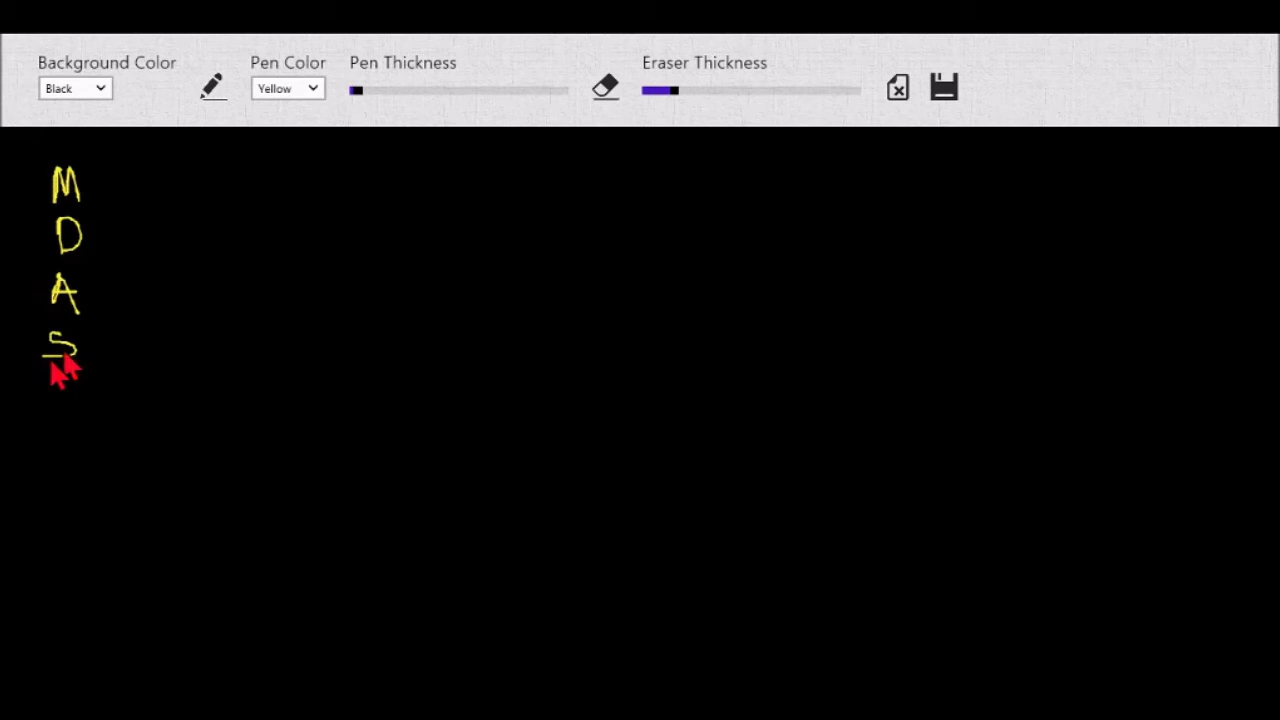 Background Color Pen Color Pen Thickness Eraser Thickness
Black Yellow
M
D
A
S